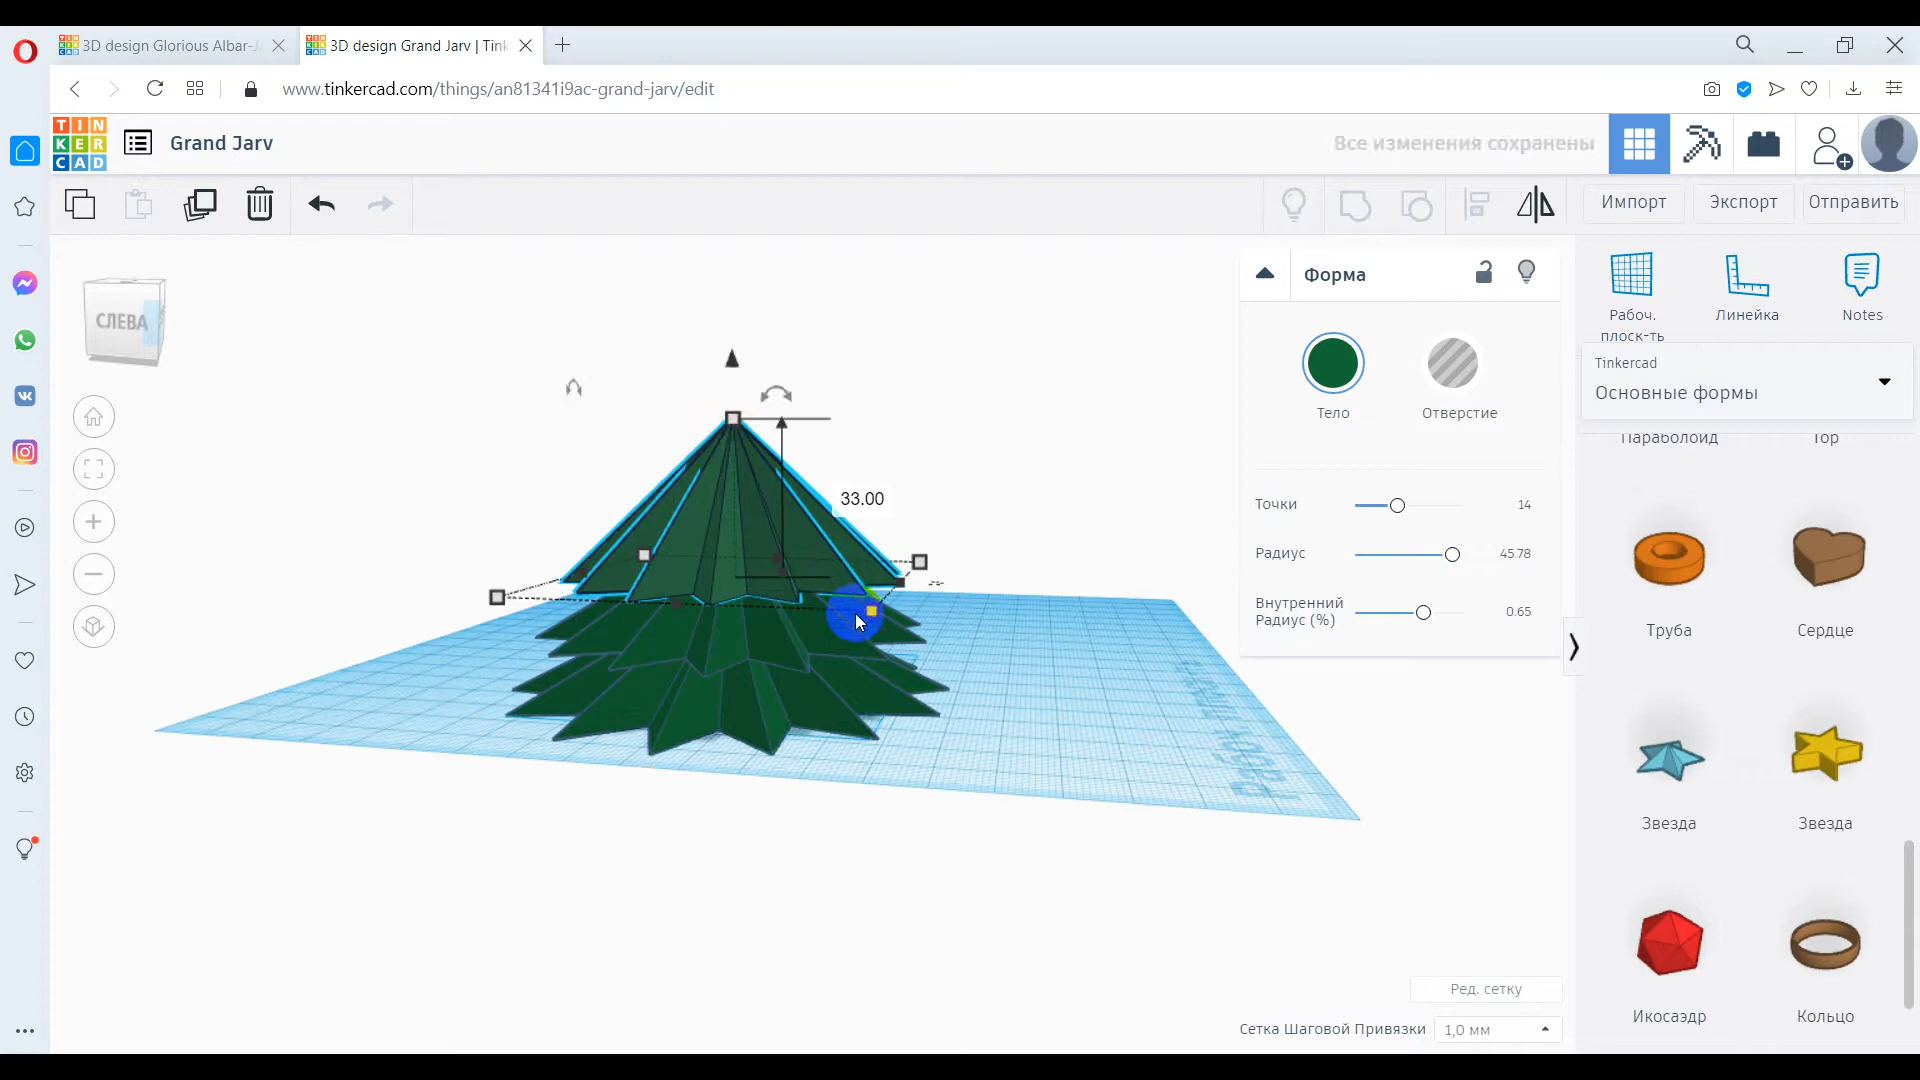 3D design Glorious Albar-J
3D design Grand Jarv | Tink
www.tinkercad.com/things/an81341i9ac-grand-jarv/edit
TIN
KER
CAD
Grand Jarv
Все изменения сохранены
Импорт
Экспорт
Отправить
СЛЕВА
33.00
Форма
Тело
Отверстие
Точки
14
Радиус
45.78
Внутренний
Радиус (%)
0.65
Рабоч.
плоск-ть
Линейка
Notes
Tinkercad
Основные формы
Параболоид
Тор
Труба
Сердце
Звезда
Звезда
Икосаэдр
Кольцо
Ред. сетку
Сетка Шаговой Привязки
1,0 мм